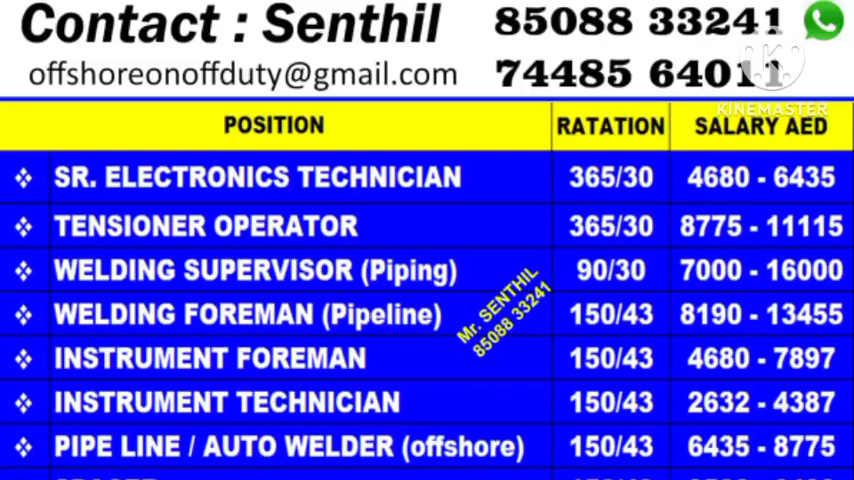 Contact : Senthil 85088 33241
offshoreonoffduty@gmail.com 74485 64011
KINEMASTER
POSITION RATATION SALARY AED
❖ SR. ELECTRONICS TECHNICIAN 365/30 4680 - 6435
❖ TENSIONER OPERATOR 365/30 8775 - 11115
❖ WELDING SUPERVISOR (Piping) 90/30 7000 - 16000
❖ WELDING FOREMAN (Pipeline) 150/43 8190 - 13455
Mr. SENTHIL
85088 33241
❖ INSTRUMENT FOREMAN 150/43 4680 - 7897
❖ INSTRUMENT TECHNICIAN 150/43 2632 - 4387
❖ PIPE LINE / AUTO WELDER (offshore) 150/43 6435 - 8775